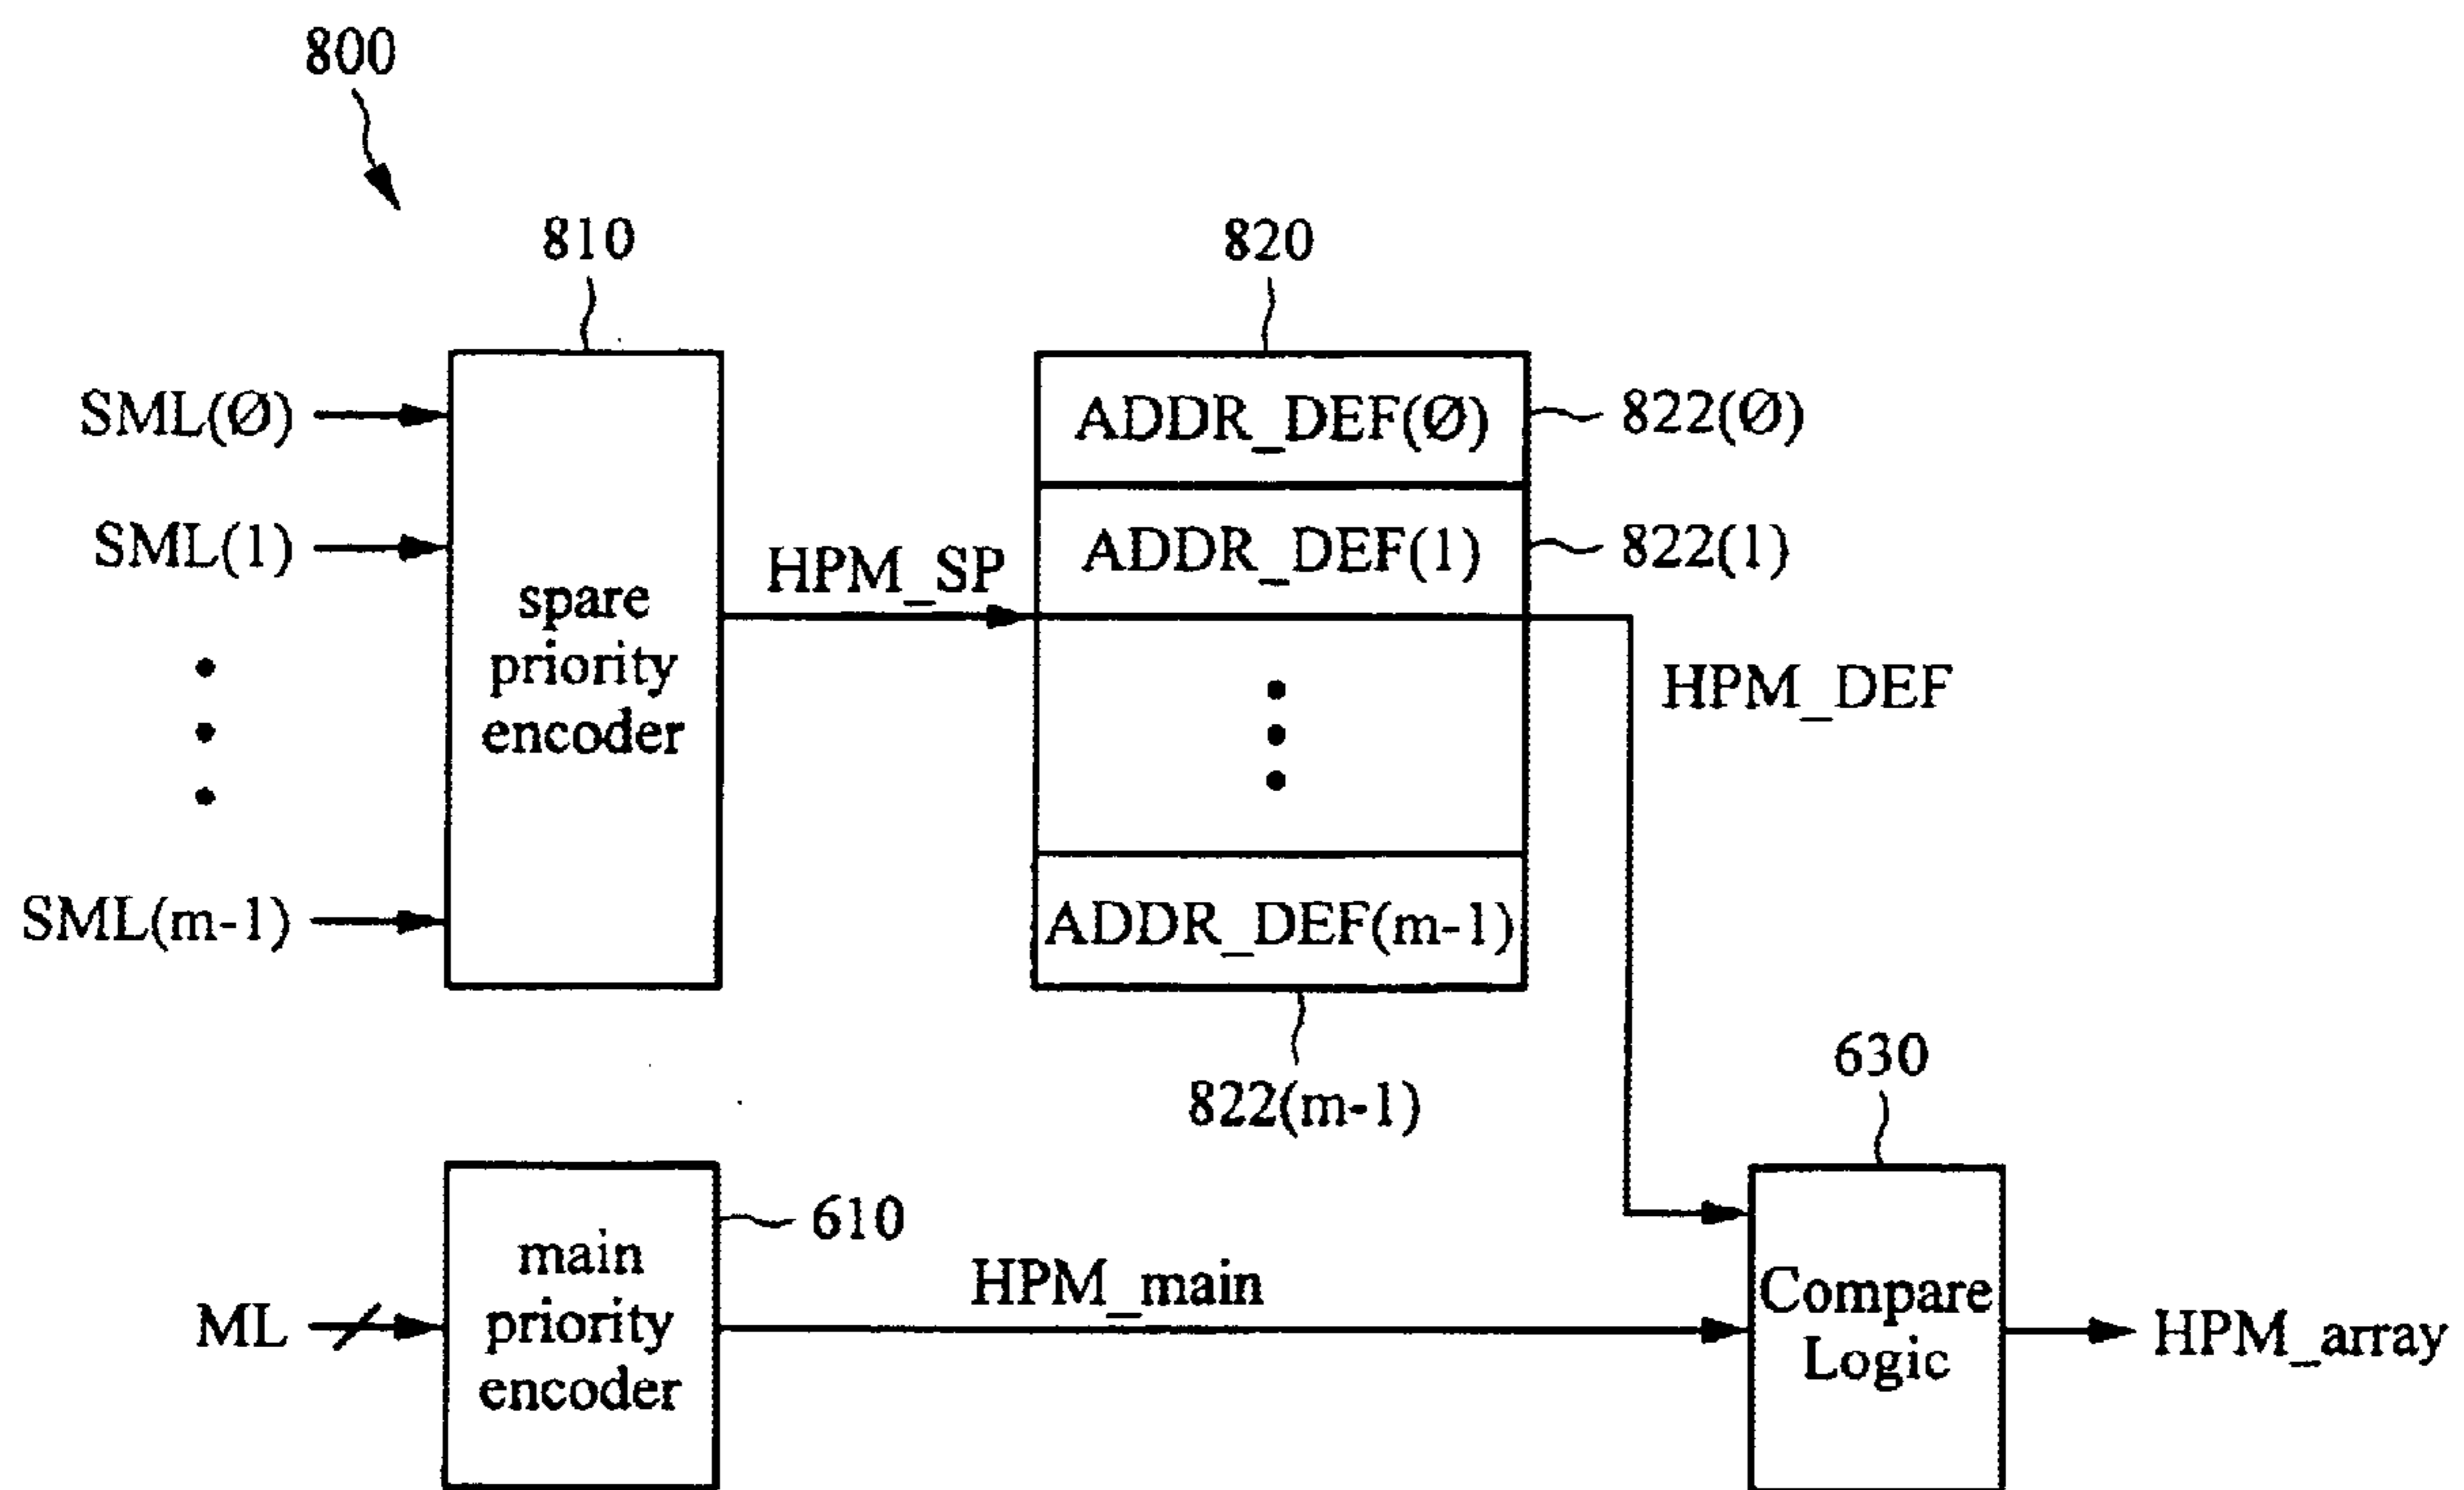 800
810
820
SML(Ø)
ADDR_DEF(Ø)
822(Ø)
SML(1)
ADDR_DEF(1)
822(1)
HPM_SP
spare
priority
encoder
HPM_DEF
SML(m-1)
ADDR_DEF(m-1)
822(m-1)
630
610
main
priority
encoder
ML
HPM_main
Compare
Logic
HPM_array